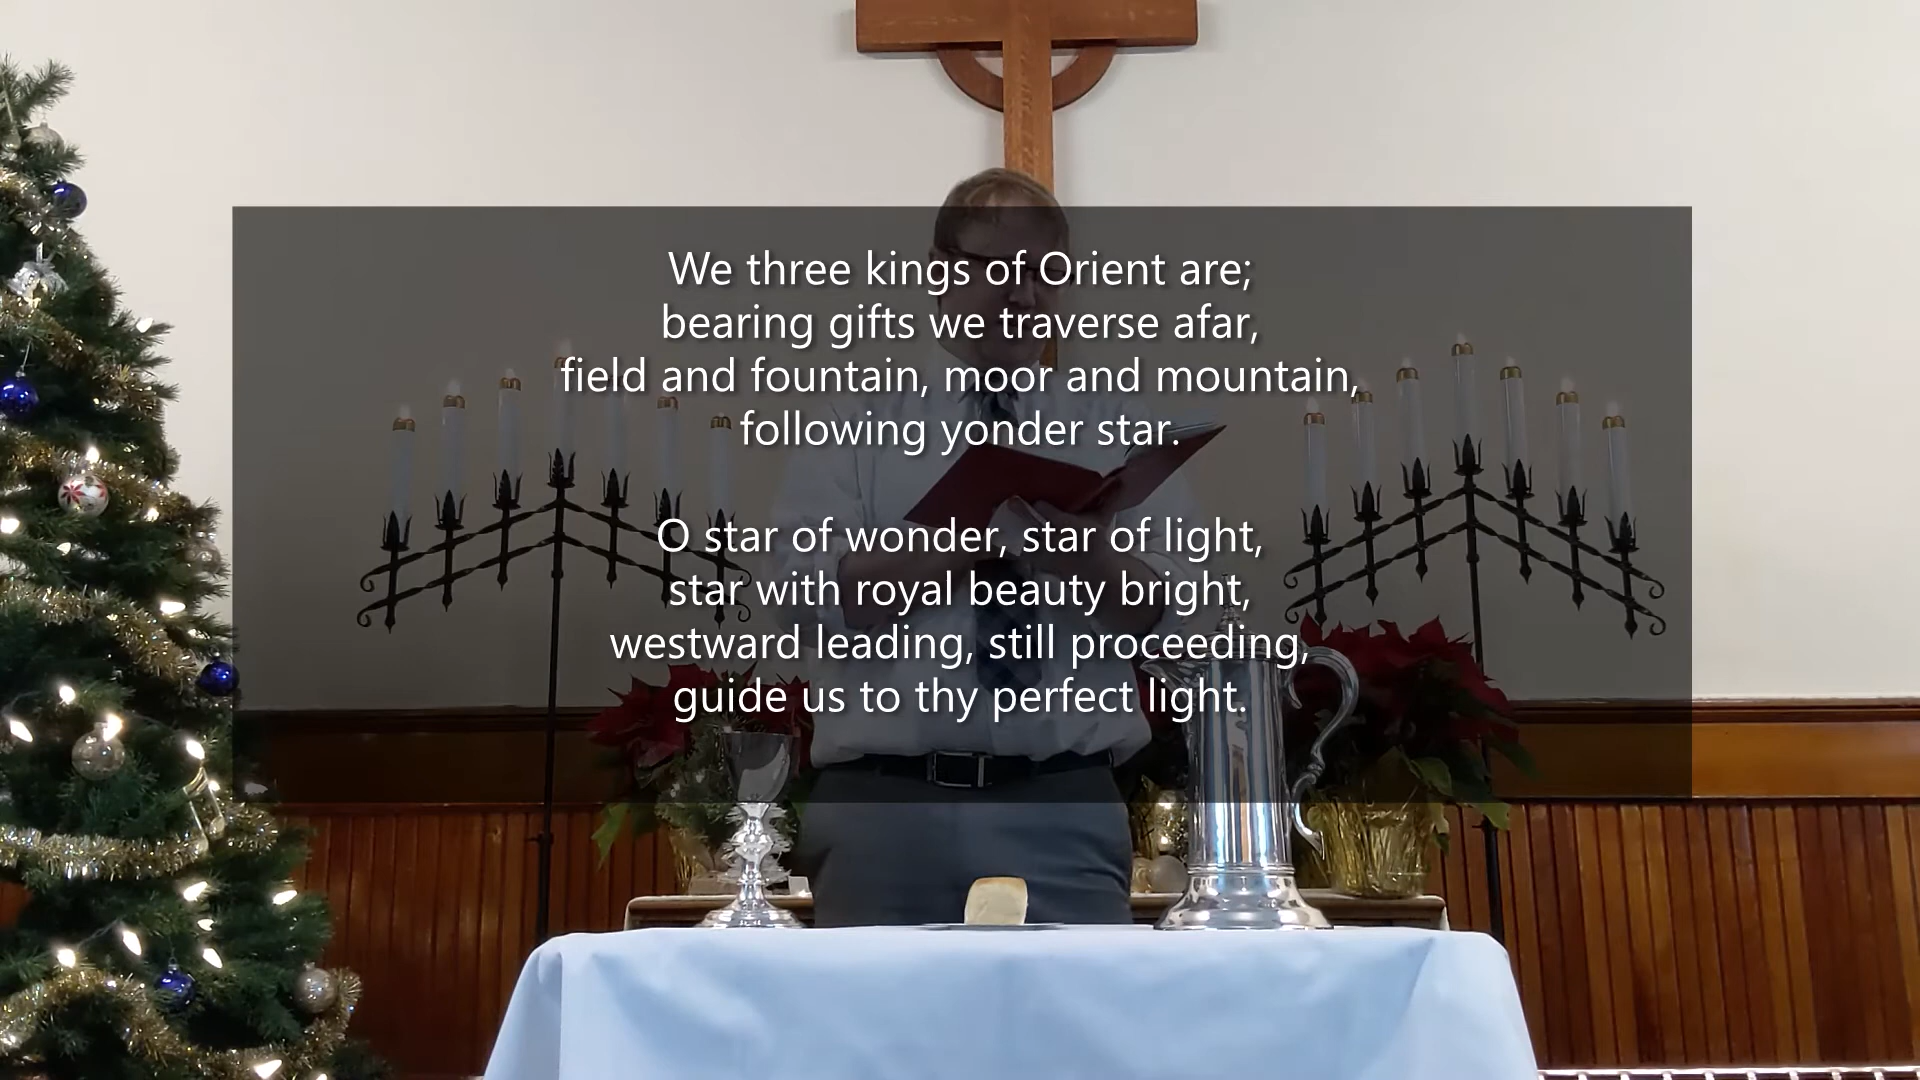 We three kings of Orient are;
bearing gifts we traverse afar,
field and fountain, moor and mountain,
following yonder star.
O star of wonder, star of light,
star with royal beauty bright,
westward leading, still proceeding,
guide us to thy perfect light.